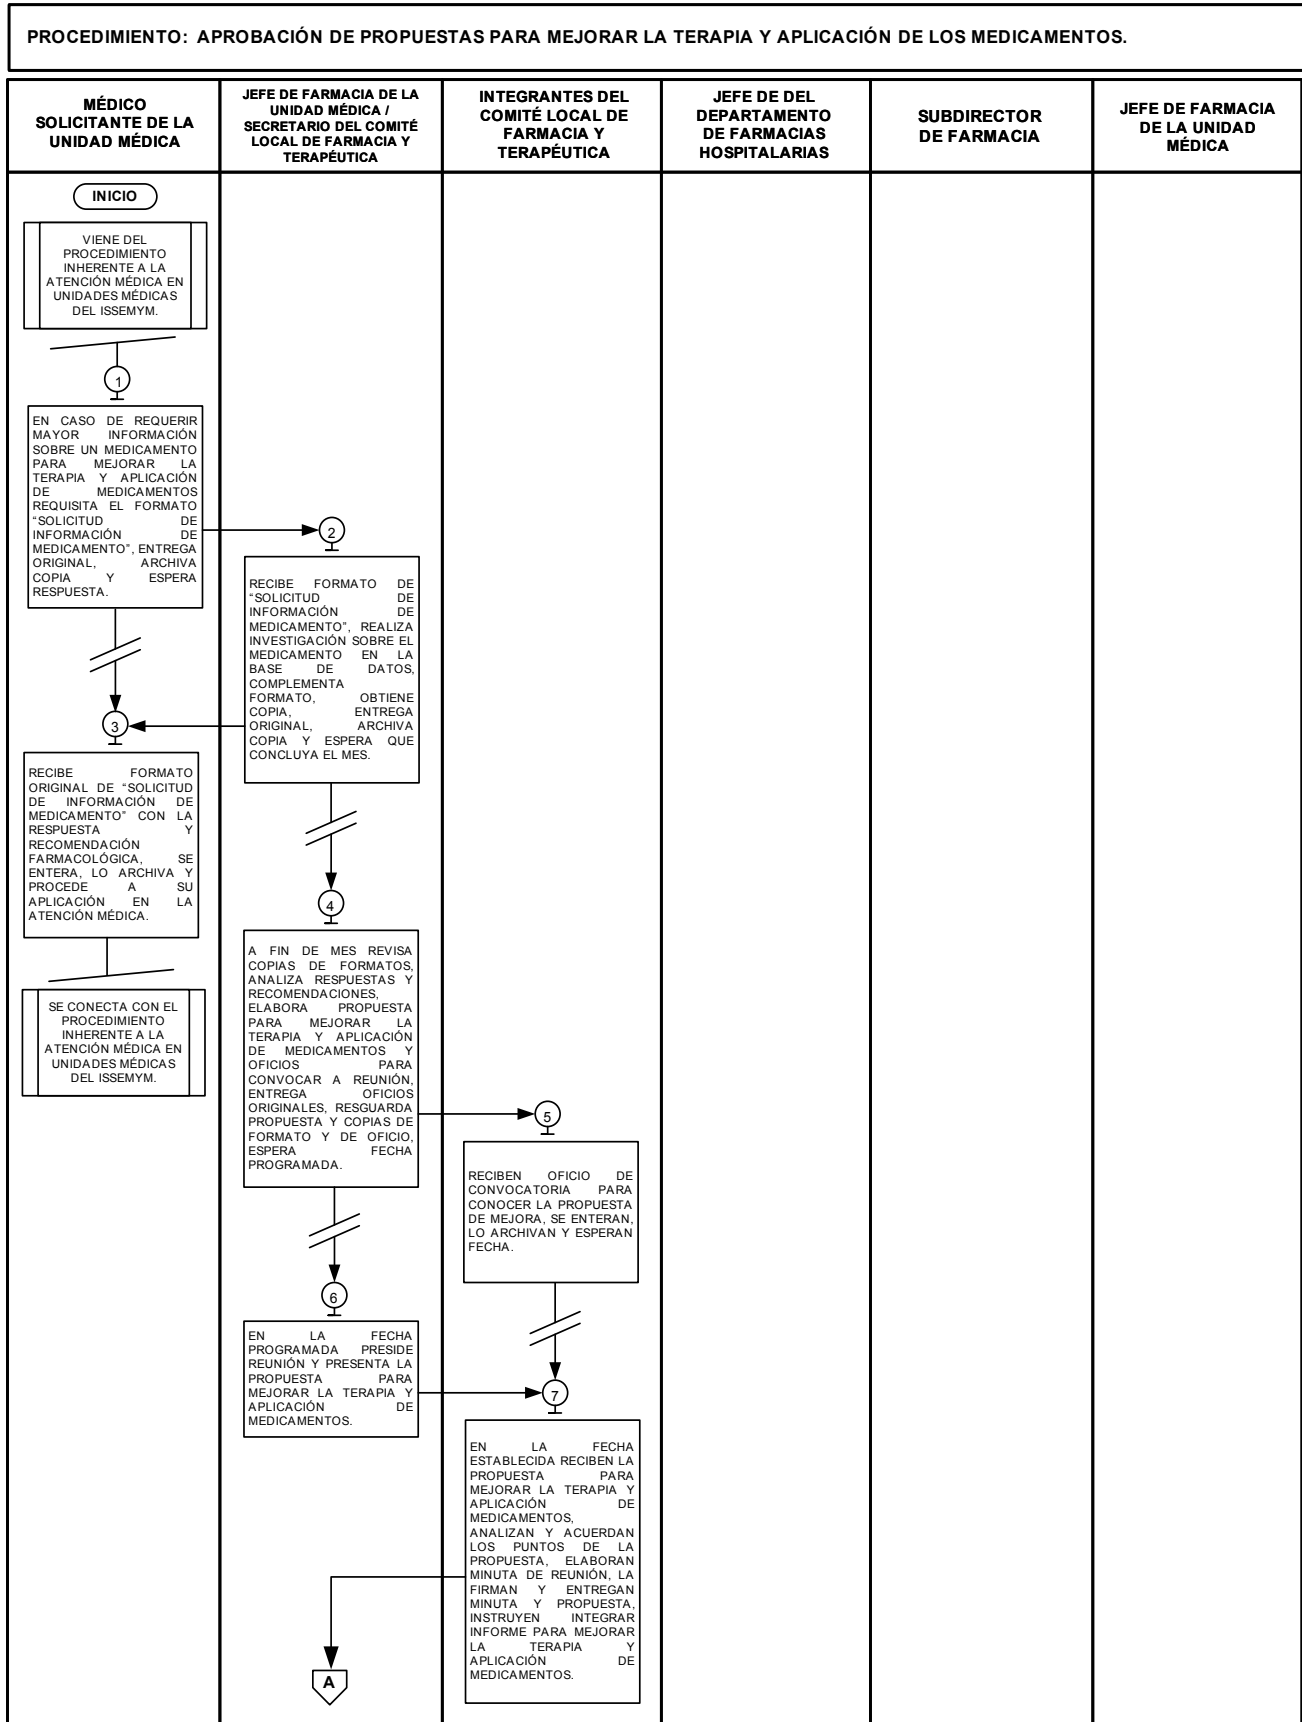 PROCEDIMIENTO: APROBACIÓN DE PROPUESTAS PARA MEJORAR LA TERAPIA Y APLICACIÓN DE LOS MEDICAMENTOS.
MÉDICO
SOLICITANTE DE LA
UNIDAD MÉDICA
JEFE DE FARMACIA DE LA
UNIDAD MÉDICA /
SECRETARIO DEL COMITÉ
LOCAL DE FARMACIA Y
TERAPÉUTICA
INTEGRANTES DEL
COMITÉ LOCAL DE
FARMACIA Y
TERAPÉUTICA
JEFE DE DEL
DEPARTAMENTO
DE FARMACIAS
HOSPITALARIAS
SUBDIRECTOR
DE FARMACIA
JEFE DE FARMACIA
DE LA UNIDAD
MÉDICA
INICIO
VIENE DEL
PROCEDIMIENTO
INHERENTE A LA
ATENCIÓN MÉDICA EN
UNIDADES MÉDICAS
DEL ISSEMYM.
1
EN CASO DE REQUERIR
MAYOR INFORMACIÓN
SOBRE UN MEDICAMENTO
PARA MEJORAR LA
TERAPIA Y APLICACIÓN
DE MEDICAMENTOS
REQUISITA EL FORMATO
“SOLICITUD DE
INFORMACIÓN DE
MEDICAMENTO”, ENTREGA
ORIGINAL, ARCHIVA
COPIA Y ESPERA
RESPUESTA.
2
RECIBE FORMATO DE
“SOLICITUD DE
INFORMACIÓN DE
MEDICAMENTO”, REALIZA
INVESTIGACIÓN SOBRE EL
MEDICAMENTO EN LA
BASE DE DATOS,
COMPLEMENTA
FORMATO, OBTIENE
COPIA, ENTREGA
ORIGINAL, ARCHIVA
COPIA Y ESPERA QUE
CONCLUYA EL MES.
3
RECIBE FORMATO
ORIGINAL DE “SOLICITUD
DE INFORMACIÓN DE
MEDICAMENTO” CON LA
RESPUESTA Y
RECOMENDACIÓN
FARMACOLÓGICA, SE
ENTERA, LO ARCHIVA Y
PROCEDE A SU
APLICACIÓN EN LA
ATENCIÓN MÉDICA.
SE CONECTA CON EL
PROCEDIMIENTO
INHERENTE A LA
ATENCIÓN MÉDICA EN
UNIDADES MÉDICAS
DEL ISSEMYM.
4
A FIN DE MES REVISA
COPIAS DE FORMATOS,
ANALIZA RESPUESTAS Y
RECOMENDACIONES,
ELABORA PROPUESTA
PARA MEJORAR LA
TERAPIA Y APLICACIÓN
DE MEDICAMENTOS Y
OFICIOS PARA
CONVOCAR A REUNIÓN,
ENTREGA OFICIOS
ORIGINALES, RESGUARDA
PROPUESTA Y COPIAS DE
FORMATO Y DE OFICIO,
ESPERA FECHA
PROGRAMADA.
5
RECIBEN OFICIO DE
CONVOCATORIA PARA
CONOCER LA PROPUESTA
DE MEJORA, SE ENTERAN,
LO ARCHIVAN Y ESPERAN
FECHA.
6
EN LA FECHA
PROGRAMADA PRESIDE
REUNIÓN Y PRESENTA LA
PROPUESTA PARA
MEJORAR LA TERAPIA Y
APLICACIÓN DE
MEDICAMENTOS.
7
EN LA FECHA
ESTABLECIDA RECIBEN LA
PROPUESTA PARA
MEJORAR LA TERAPIA Y
APLICACIÓN DE
MEDICAMENTOS,
ANALIZAN Y ACUERDAN
LOS PUNTOS DE LA
PROPUESTA, ELABORAN
MINUTA DE REUNIÓN, LA
FIRMAN Y ENTREGAN
MINUTA Y PROPUESTA,
INSTRUYEN INTEGRAR
INFORME PARA MEJORAR
LA TERAPIA Y
APLICACIÓN DE
MEDICAMENTOS.
A